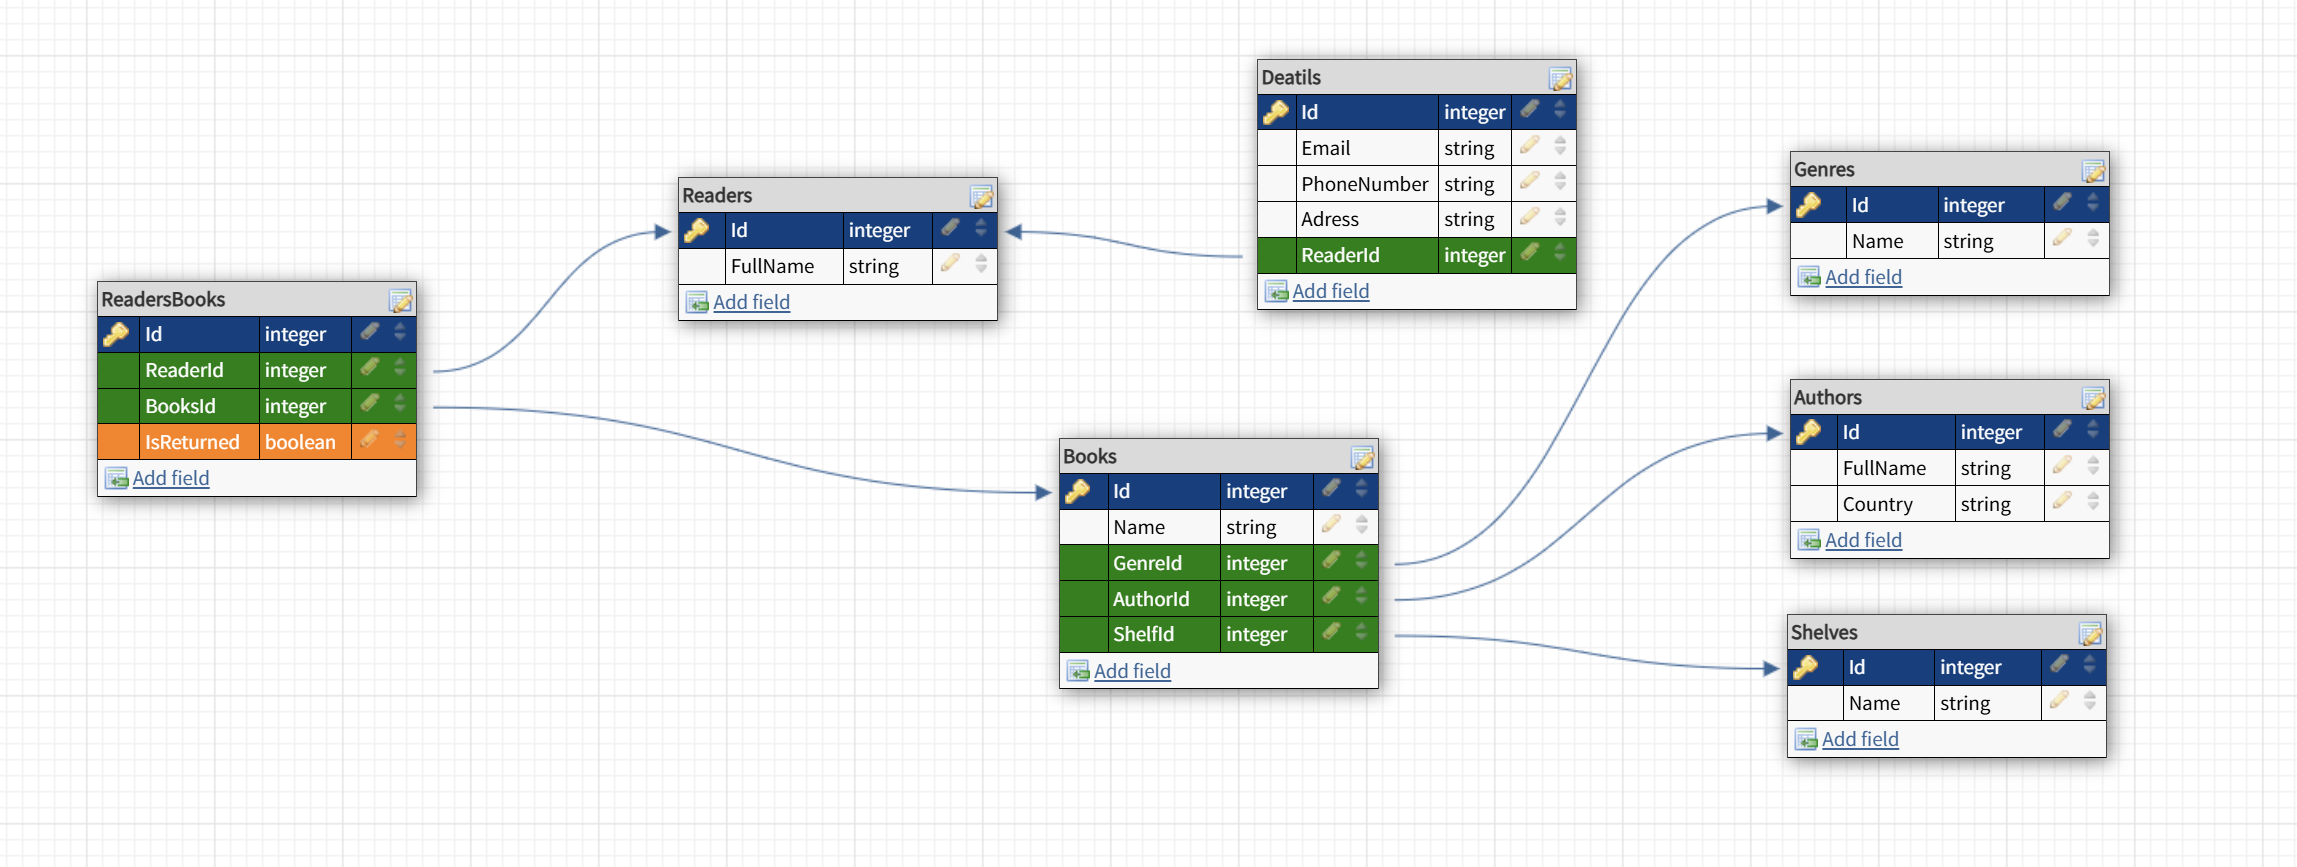 Deatils
Id integer
Email string
PhoneNumber string
Adress string
ReaderId integer
Add field
Readers
Id integer
FullName string
Add field
ReadersBooks
Id integer
ReaderId integer
BooksId integer
IsReturned boolean
Add field
Books
Id integer
Name string
GenreId integer
AuthorId integer
ShelfId integer
Add field
Genres
Id integer
Name string
Add field
Authors
Id integer
FullName string
Country string
Add field
Shelves
Id integer
Name string
Add field